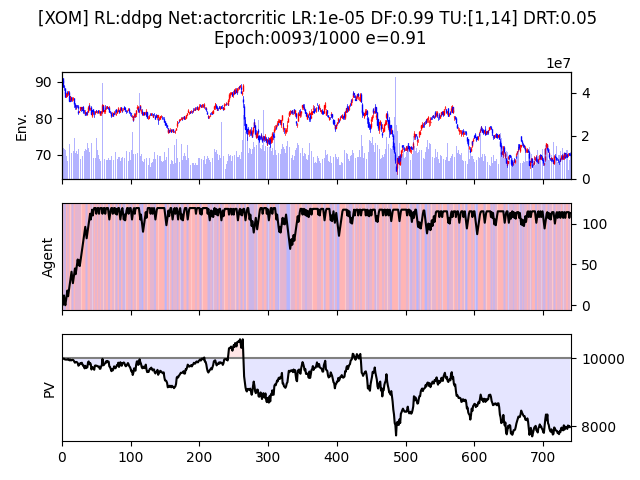 [XOM] RL:ddpg Net:actorcritic LR:1e-05 DF:0.99 TU:[1,14] DRT:0.05
Epoch:0093/1000 e=0.91
1e7
90
80
70
Env.
4
2
0
Agent
100
50
0
PV
10000
8000
0 100 200 300 400 500 600 700